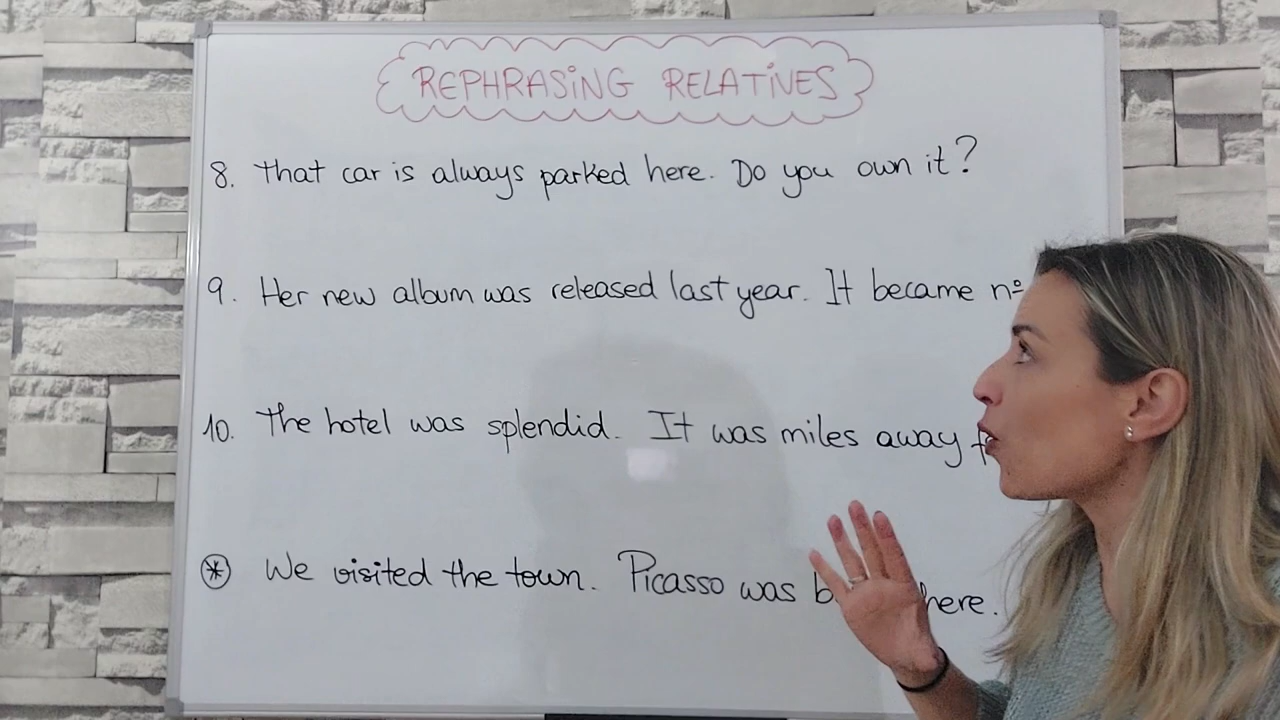 REPHRASING RELATIVES
8. That car is always parked here. Do you own it?
9. Her new album was released last year. It became nº
10. The hotel was splendid. It was miles away
* We visited the town. Picasso was here.